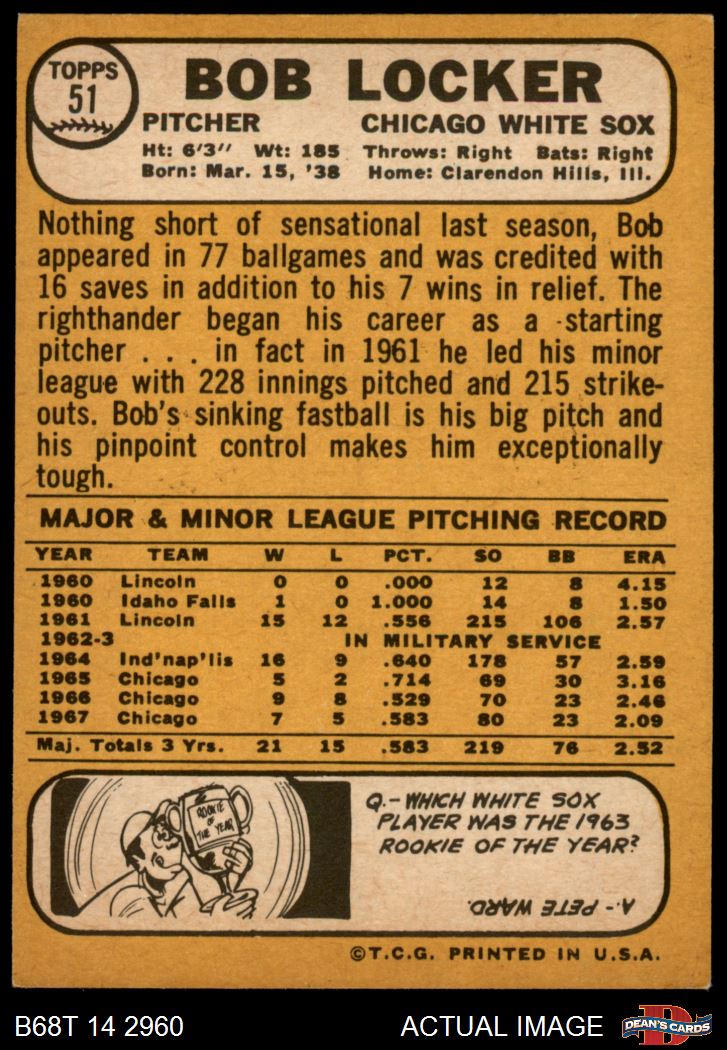 TOPPS
51
BOB LOCKER
PITCHER CHICAGO WHITE SOX
Ht: 6'3" Wt: 185 Throws: Right Bats: Right
Born: Mar. 15, '38 Home: Clarendon Hills, Ill.
Nothing short of sensational last season, Bob
appeared in 77 ballgames and was credited with
16 saves in addition to his 7 wins in relief. The
righthander began his career as a starting
pitcher . . . in fact in 1961 he led his minor
league with 228 innings pitched and 215 strike-
outs. Bob's sinking fastball is his big pitch and
his pinpoint control makes him exceptionally
tough.
MAJOR & MINOR LEAGUE PITCHING RECORD
YEAR TEAM W L PCT. SO BB ERA
1960 Lincoln 0 0 .000 12 8 4.15
1960 Idaho Falls 1 0 1.000 14 8 1.50
1961 Lincoln 15 12 .556 215 106 2.57
1962-3 IN MILITARY SERVICE
1964 Ind'nap'lis 16 9 .640 178 57 2.59
1965 Chicago 5 2 .714 69 30 3.16
1966 Chicago 9 8 .529 70 23 2.46
1967 Chicago 7 5 .583 80 23 2.09
Maj. Totals 3 Yrs. 21 15 .583 219 76 2.52
ROOKIE
OF
THE YEAR
Q.- WHICH WHITE SOX
PLAYER WAS THE 1963
ROOKIE OF THE YEAR?
A.- PETE WARD.
©T.C.G. PRINTED IN U.S.A.
B68T 14 2960 ACTUAL IMAGE
D
DEAN'S CARDS